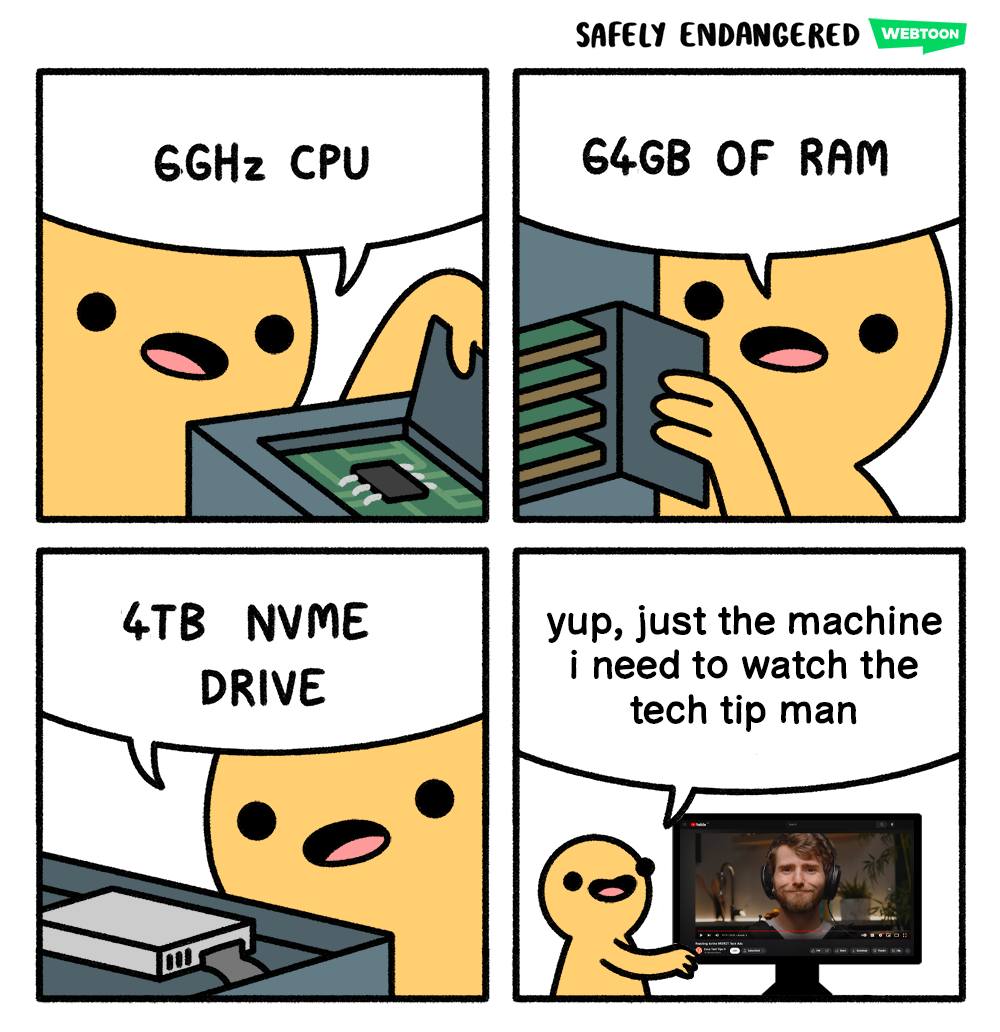 SAFELY ENDANGERED WEBTOON
6GHz CPU
64GB OF RAM
4TB NVME
DRIVE
yup, just the machine
i need to watch the
tech tip man
YouTube